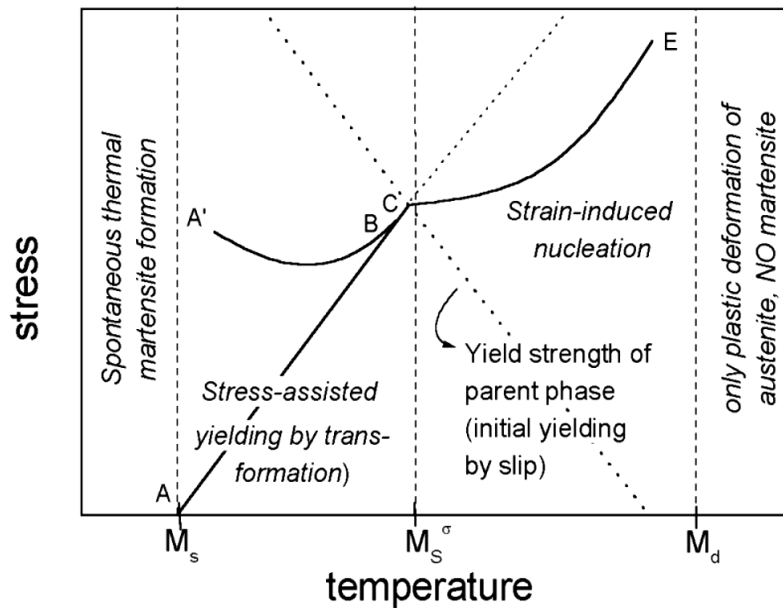 E
C
B
A'
A
Spontaneous thermal
martensite formation
Strain-induced
nucleation
Stress-assisted
yielding by trans-
formation)
Yield strength of
parent phase
(initial yielding
by slip)
only plastic deformation of
austenite, NO martensite
stress
Ms
MSσ
Md
temperature